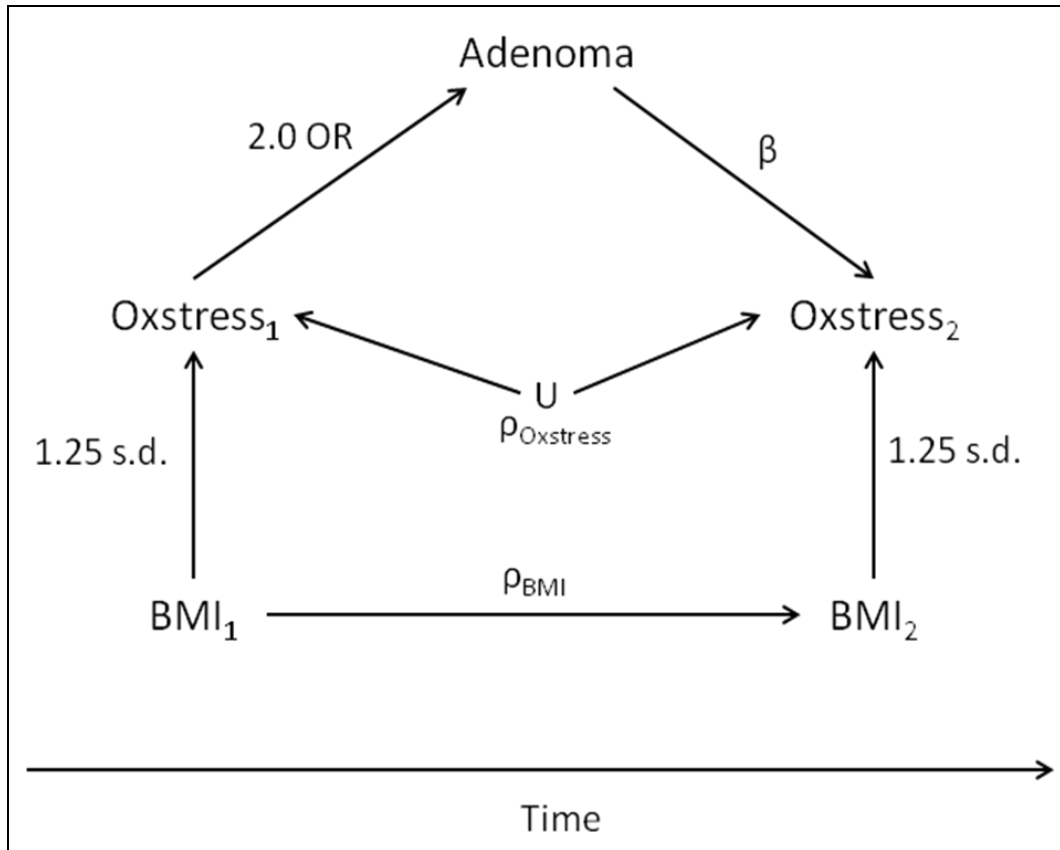 Adenoma
2.0 OR
β
Oxstress₁
Oxstress₂
U
ρOxstress
1.25 s.d.
1.25 s.d.
ρBMI
BMI₁
BMI₂
Time